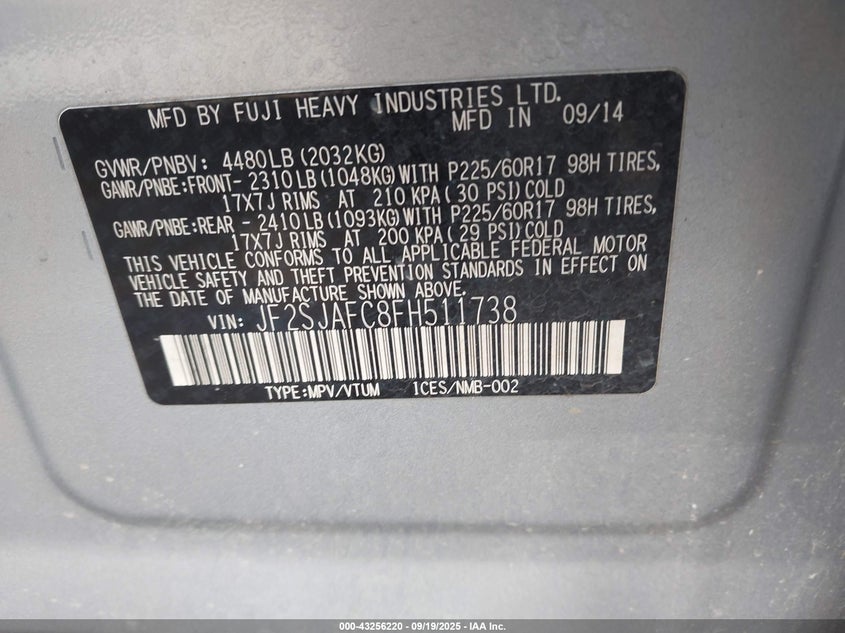 MFD BY FUJI HEAVY INDUSTRIES LTD.
MFD IN 09/14
GVWR/PNBV: 4480LB (2032KG)
GAWR/PNBE:FRONT- 2310LB (1048KG) WITH P225/60R17 98H TIRES,
17X7J RIMS AT 210 KPA (30 PSI) COLD
GAWR/PNBE:REAR - 2410LB (1093KG) WITH P225/60R17 98H TIRES,
17X7J RIMS AT 200 KPA (29 PSI) COLD
THIS VEHICLE CONFORMS TO ALL APPLICABLE FEDERAL MOTOR
VEHICLE SAFETY AND THEFT PREVENTION STANDARDS IN EFFECT ON
THE DATE OF MANUFACTURE SHOWN ABOVE.
VIN: JF2SJAFC8FH511738
TYPE:MPV/VTUM ICES/NMB-002
000-43256220 - 09/19/2025 - IAA Inc.